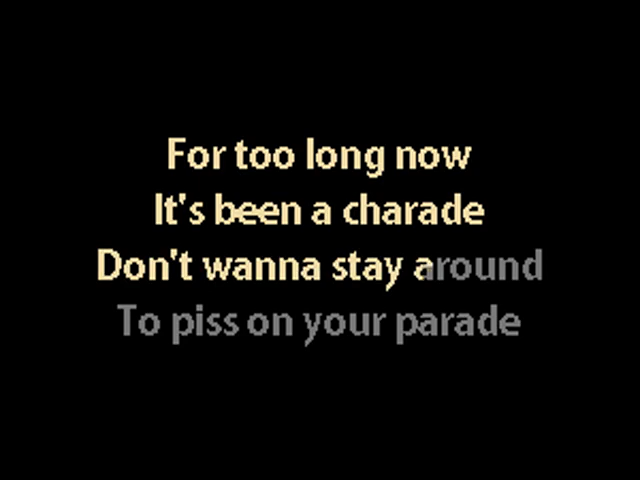 For too long now
It's been a charade
Don't wanna stay around
To piss on your parade